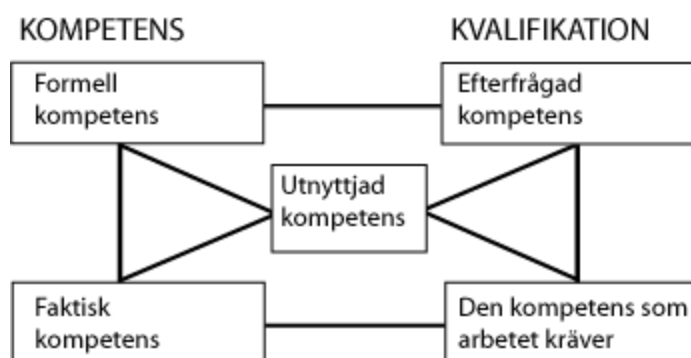 KOMPETENS
KVALIFIKATION
Formell
kompetens
Efterfrågad
kompetens
Utnyttjad
kompetens
Faktisk
kompetens
Den kompetens som
arbetet kräver